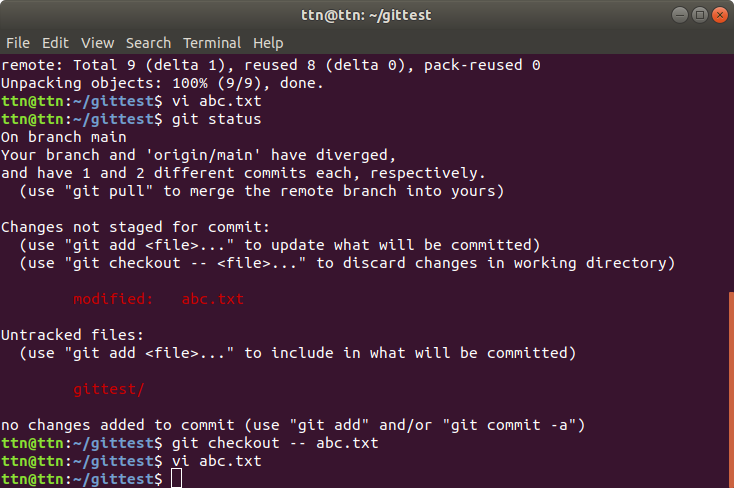 ttn@ttn: ~/gittest
File Edit View Search Terminal Help
remote: Total 9 (delta 1), reused 8 (delta 0), pack-reused 0
Unpacking objects: 100% (9/9), done.
ttn@ttn:~/gittest$ vi abc.txt
ttn@ttn:~/gittest$ git status
On branch main
Your branch and 'origin/main' have diverged,
and have 1 and 2 different commits each, respectively.
  (use "git pull" to merge the remote branch into yours)
Changes not staged for commit:
  (use "git add <file>..." to update what will be committed)
  (use "git checkout -- <file>..." to discard changes in working directory)
        modified:   abc.txt
Untracked files:
  (use "git add <file>..." to include in what will be committed)
        gittest/
no changes added to commit (use "git add" and/or "git commit -a")
ttn@ttn:~/gittest$ git checkout -- abc.txt
ttn@ttn:~/gittest$ vi abc.txt
ttn@ttn:~/gittest$